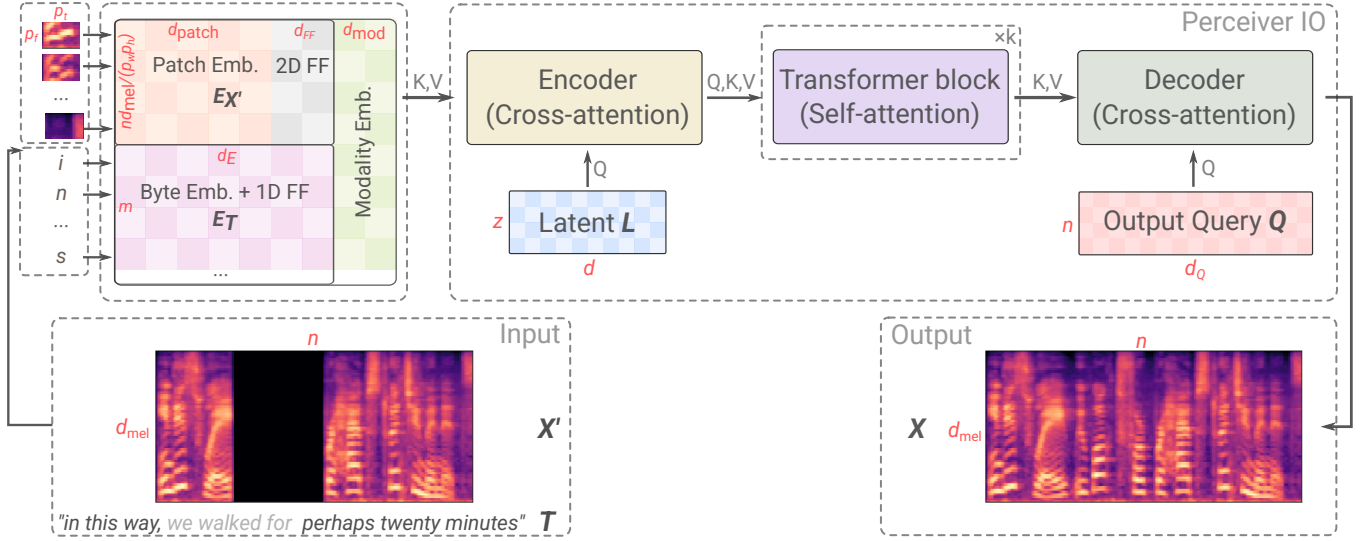 p_t
p_f
...
i
n
...
s
d_patch
d_FF
d_mod
nd_mel/(p_w p_h)
Patch Emb.
2D FF
E_X'
Modality Emb.
d_E
m
Byte Emb. + 1D FF
E_T
...
K,V
Perceiver IO
Encoder
(Cross-attention)
Q
z
Latent L
d
Q,K,V
×k
Transformer block
(Self-attention)
K,V
Decoder
(Cross-attention)
Q
n
Output Query Q
d_Q
Input
n
d_mel
X'
"in this way, we walked for perhaps twenty minutes" T
Output
n
X
d_mel